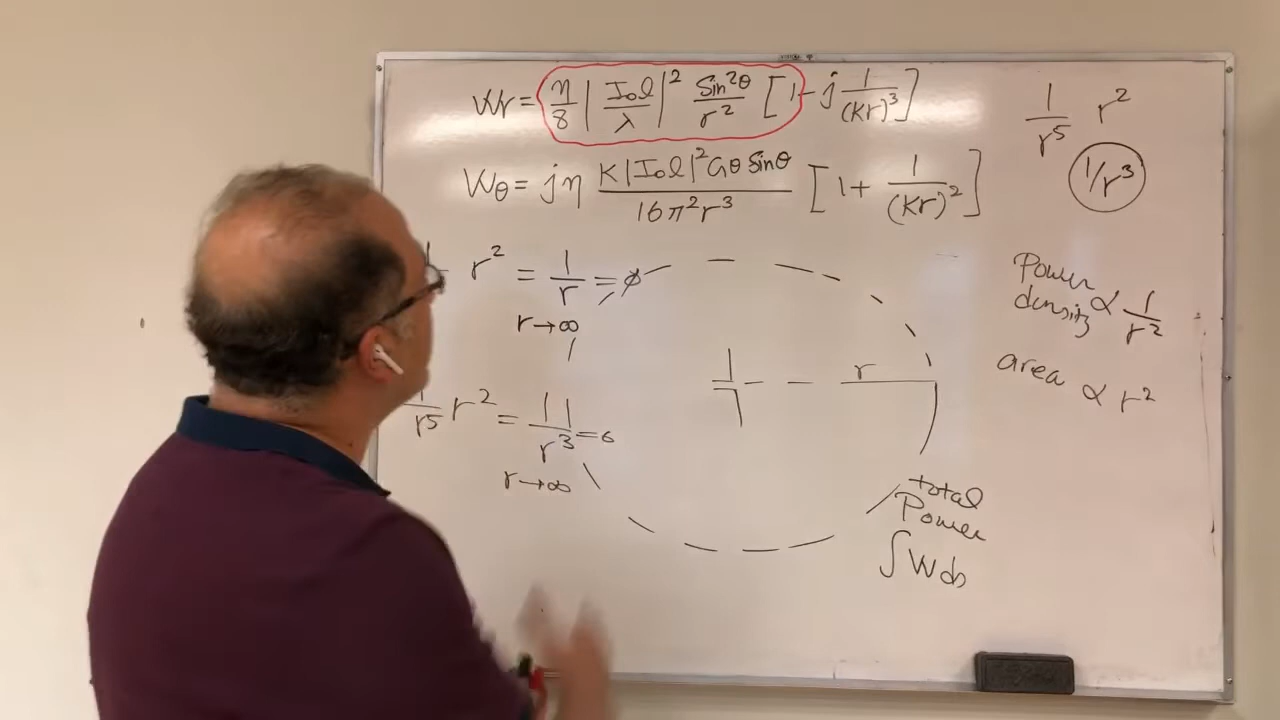 Wr = η/8 |I₀l/λ|² Sin²θ/r² [1 - j 1/(kr)³]
Wθ = jη K|I₀l|² Cosθ Sinθ / 16π²r³ [1 + 1/(kr)²]
1/r⁵ r²
1/r³
r² = 1/r = 0
r→∞
1/r⁵ r² = 1/r³ = 0
r→∞
r
Power
density ∝ 1/r²
area ∝ r²
total
Power
∫ W ds